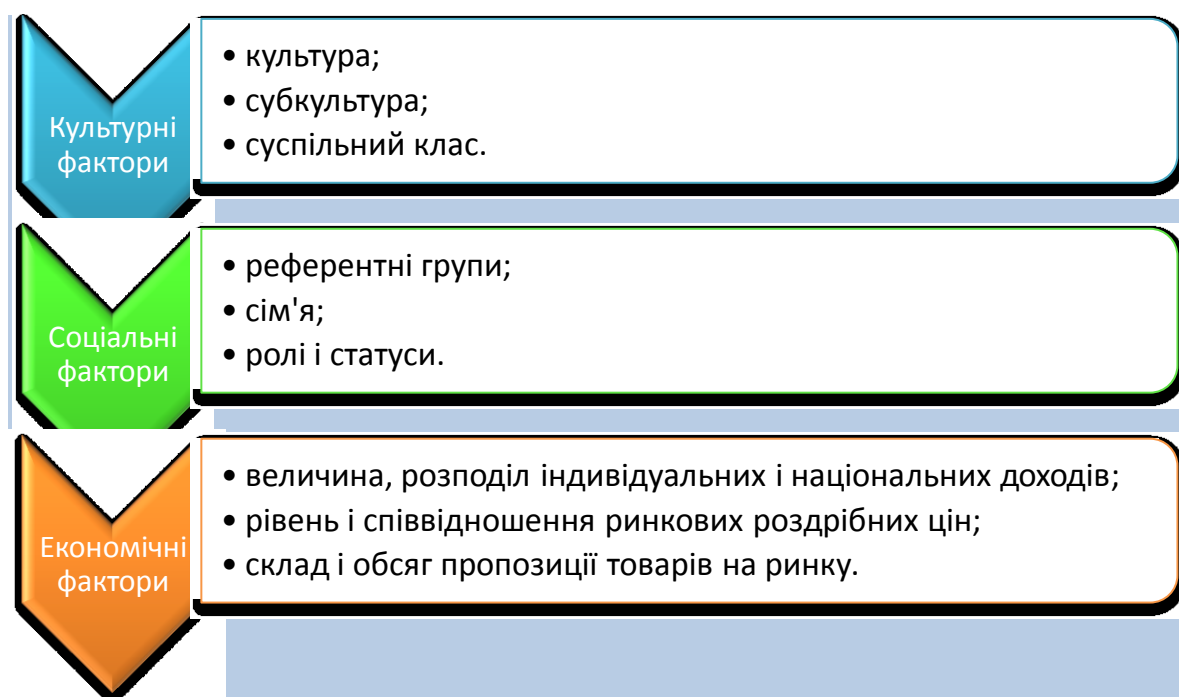 Культурні
фактори
• культура;
• субкультура;
• суспільний клас.
Соціальні
фактори
• референтні групи;
• сім'я;
• ролі і статуси.
Економічні
фактори
• величина, розподіл індивідуальних і національних доходів;
• рівень і співвідношення ринкових роздрібних цін;
• склад і обсяг пропозиції товарів на ринку.